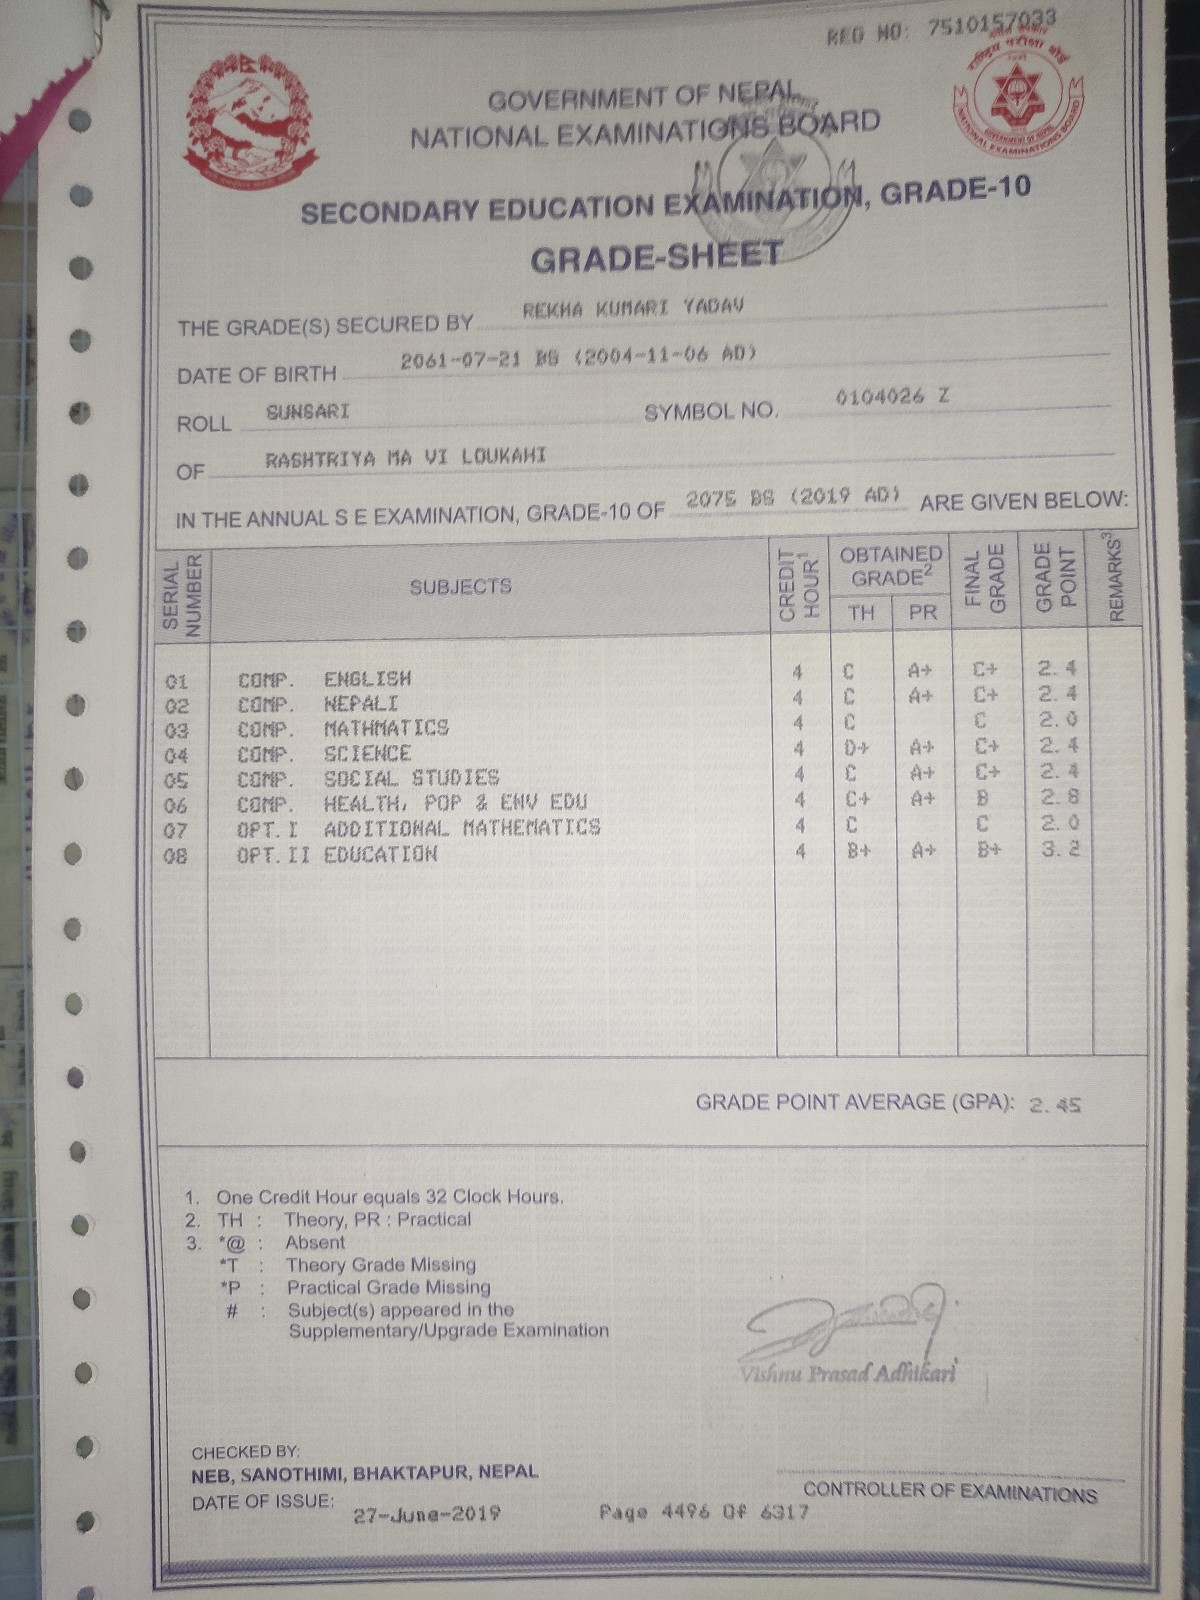 REG NO: 7510157033
राष्ट्रिय परीक्षा बोर्ड
GOVERNMENT OF NEPAL
NATIONAL EXAMINATIONS BOARD
SECONDARY EDUCATION EXAMINATION, GRADE-10
GRADE-SHEET
THE GRADE(S) SECURED BY REKHA KUMARI YADAV
DATE OF BIRTH 2061-07-21 BS (2004-11-06 AD)
ROLL SUNSARI SYMBOL NO. 0104026 Z
OF RASHTRIYA MA VI LOUKAHI
IN THE ANNUAL S E EXAMINATION, GRADE-10 OF 2075 BS (2019 AD) ARE GIVEN BELOW:
SERIAL NUMBER SUBJECTS CREDIT HOUR1 OBTAINED GRADE2 FINAL GRADE GRADE POINT REMARKS3
TH PR
01 COMP. ENGLISH 4 C A+ C+ 2.4
02 COMP. NEPALI 4 C A+ C+ 2.4
03 COMP. MATHMATICS 4 C C 2.0
04 COMP. SCIENCE 4 D+ A+ C+ 2.4
05 COMP. SOCIAL STUDIES 4 C A+ C+ 2.4
06 COMP. HEALTH, POP & ENV EDU 4 C+ A+ B 2.8
07 OPT.I ADDITIONAL MATHEMATICS 4 C C 2.0
08 OPT.II EDUCATION 4 B+ A+ B+ 3.2
GRADE POINT AVERAGE (GPA): 2.45
1. One Credit Hour equals 32 Clock Hours.
2. TH : Theory, PR : Practical
3. *@ : Absent
*T : Theory Grade Missing
*P : Practical Grade Missing
# : Subject(s) appeared in the
Supplementary/Upgrade Examination
Vishnu Prasad Adhikari
CHECKED BY:
NEB, SANOTHIMI, BHAKTAPUR, NEPAL
CONTROLLER OF EXAMINATIONS
DATE OF ISSUE: 27-June-2019 Page 4496 Of 6317